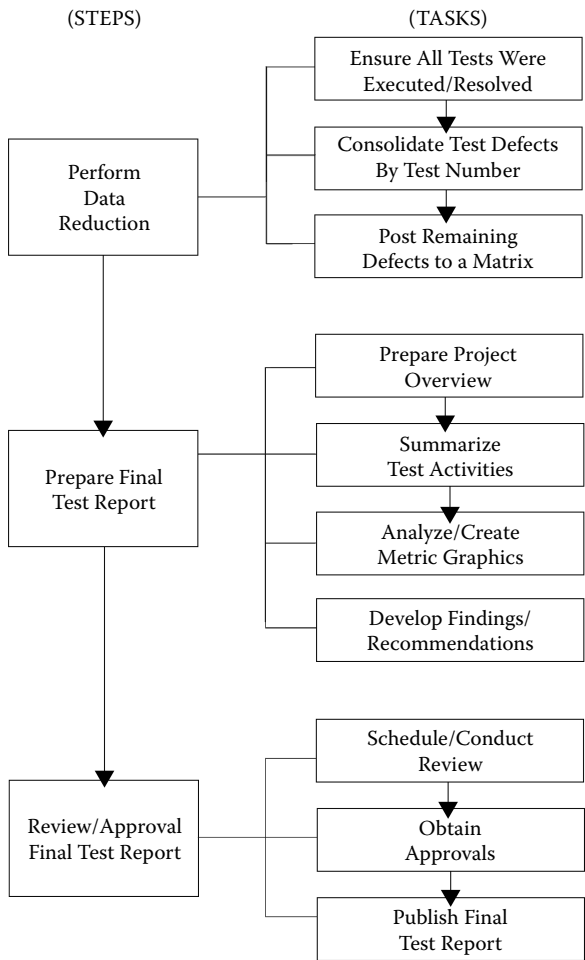 (STEPS)
(TASKS)
Perform
Data
Reduction
Ensure All Tests Were
Executed/Resolved
Consolidate Test Defects
By Test Number
Post Remaining
Defects to a Matrix
Prepare Final
Test Report
Prepare Project
Overview
Summarize
Test Activities
Analyze/Create
Metric Graphics
Develop Findings/
Recommendations
Review/Approval
Final Test Report
Schedule/Conduct
Review
Obtain
Approvals
Publish Final
Test Report